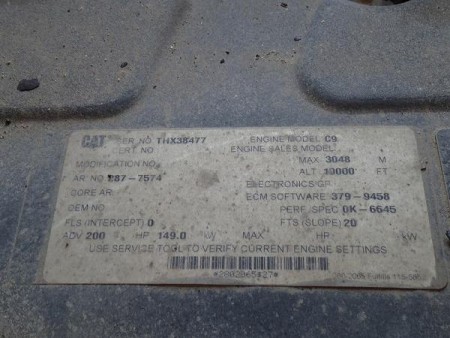 CAT SER NO THX38477 ENGINE MODEL C9
CERT. NO. ENGINE SALES MODEL
MODIFICATION NO. MAX 3048 M
AR NO 287-7574 ALT 10000 FT
CORE AR ELECTRONICS/GP
OEM NO ECM SOFTWARE 379-9458
PERF. SPEC 0K-6645
FLS (INTERCEPT) 0 FTS (SLOPE) 20
ADV 200 HP 149.0 kW MAX HP kW
USE SERVICE TOOL TO VERIFY CURRENT ENGINE SETTINGS